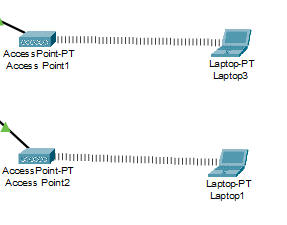 AccessPoint-PT
Access Point1
Laptop-PT
Laptop3
AccessPoint-PT
Access Point2
Laptop-PT
Laptop1